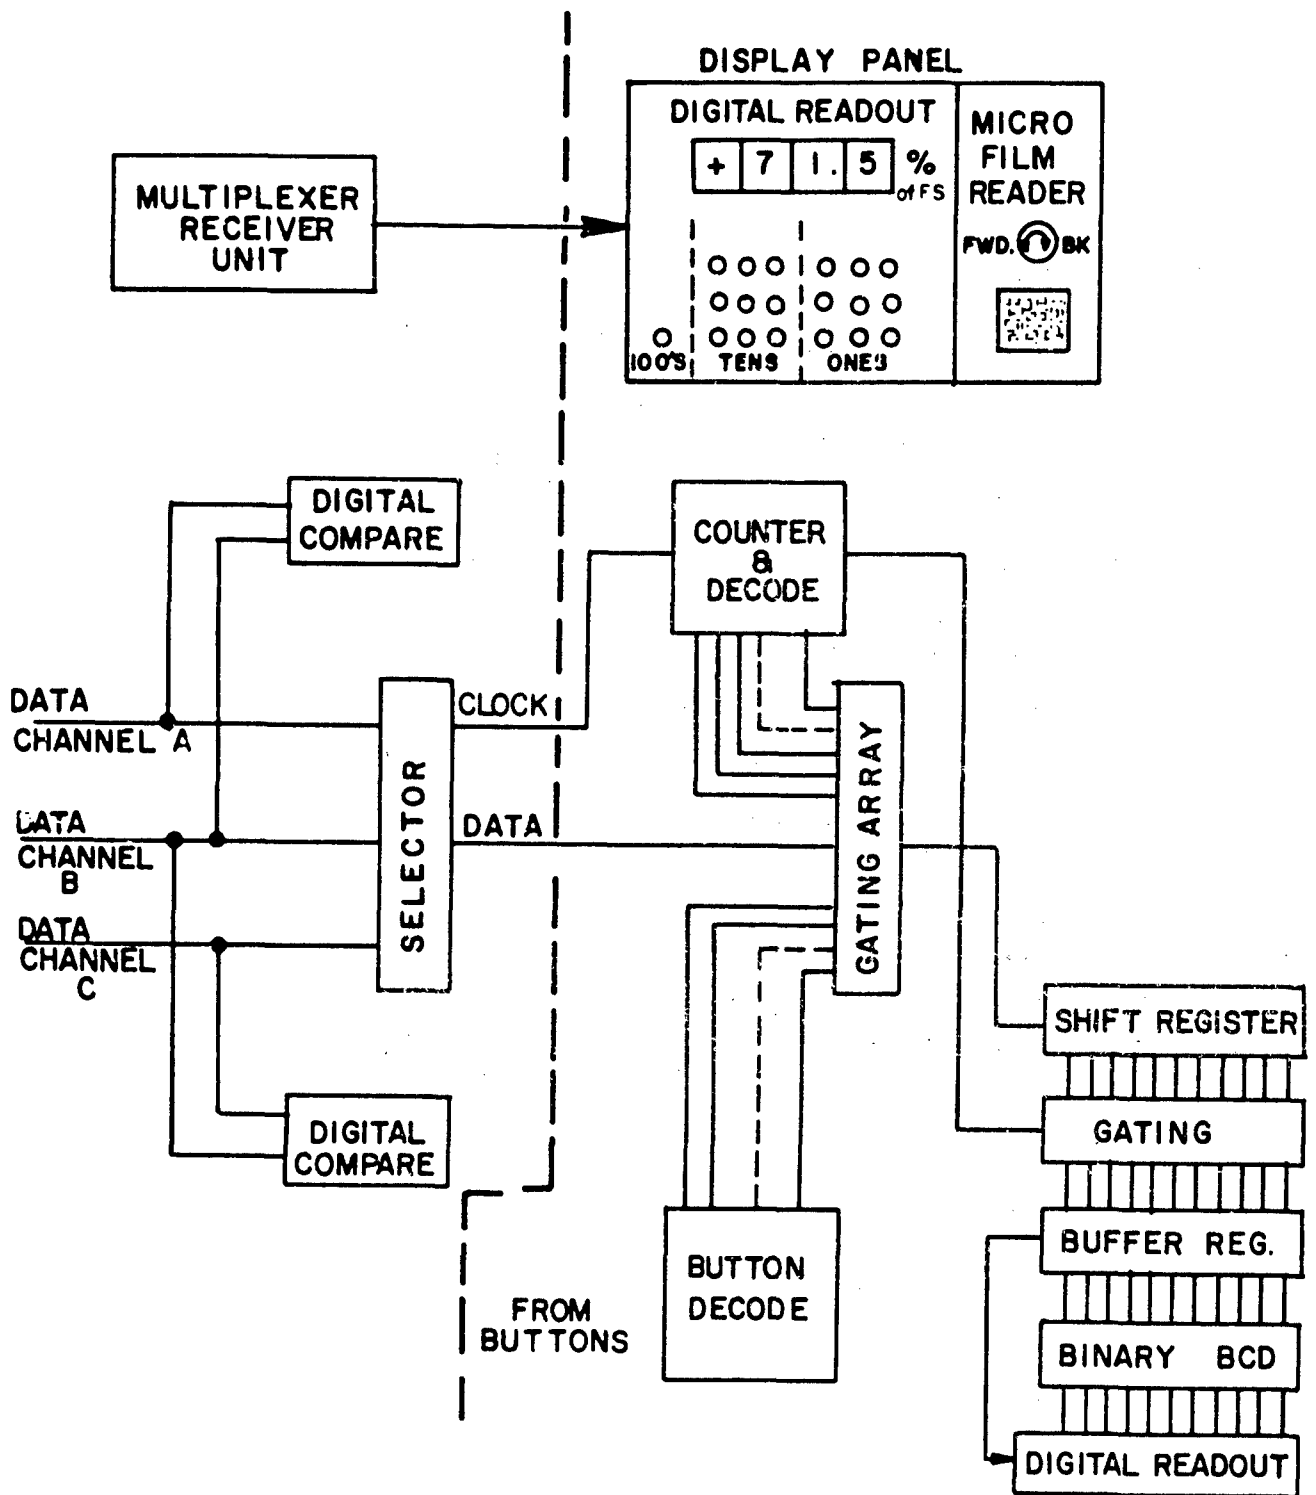 DISPLAY PANEL
DIGITAL READOUT
+ 7 1. 5 %
of FS
MICRO
FILM
READER
FWD. BK
100'S TENS ONES
MULTIPLEXER
RECEIVER
UNIT
DIGITAL
COMPARE
COUNTER
&
DECODE
DATA
CHANNEL A
CLOCK
SELECTOR
DATA
CHANNEL
B
DATA
GATING ARRAY
DATA
CHANNEL
C
SHIFT REGISTER
GATING
DIGITAL
COMPARE
BUFFER REG.
BUTTON
DECODE
FROM
BUTTONS
BINARY BCD
DIGITAL READOUT